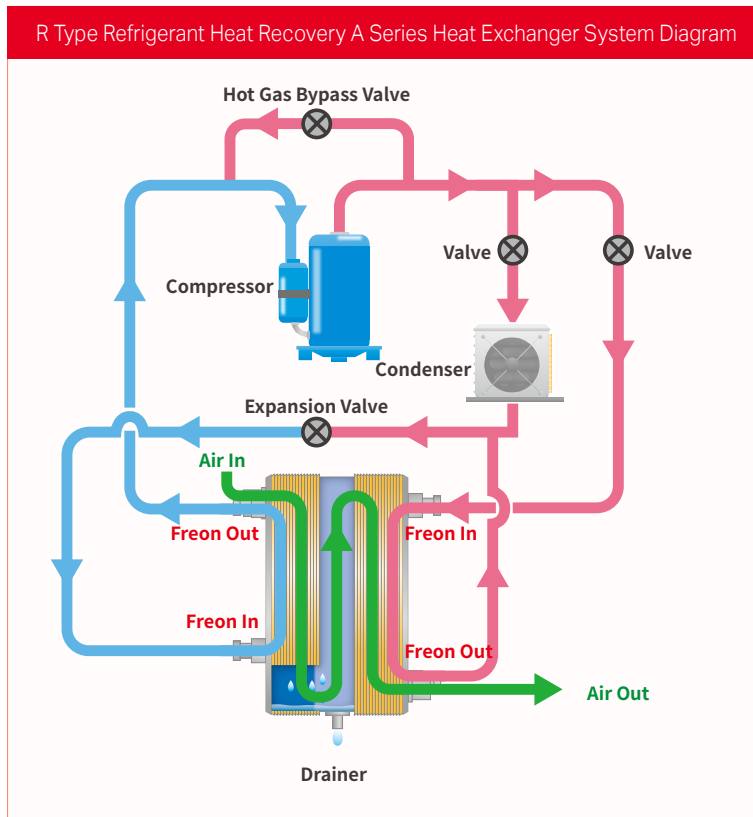 R Type Refrigerant Heat Recovery A Series Heat Exchanger System Diagram
Hot Gas Bypass Valve
Valve
Valve
Compressor
Condenser
Expansion Valve
Air In
Freon Out
Freon In
Freon In
Freon Out
Air Out
Drainer